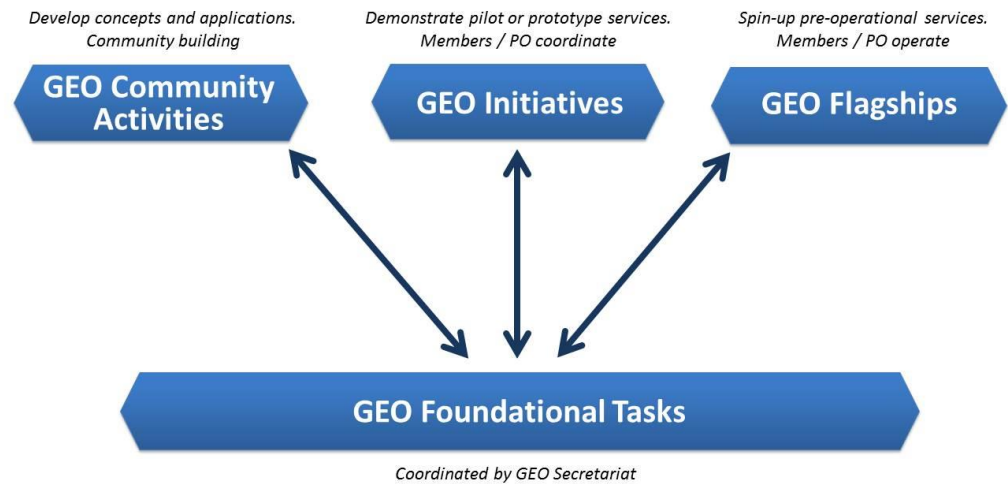 Develop concepts and applications.
Community building
GEO Community
Activities
Demonstrate pilot or prototype services.
Members / PO coordinate
GEO Initiatives
Spin-up pre-operational services.
Members / PO operate
GEO Flagships
GEO Foundational Tasks
Coordinated by GEO Secretariat